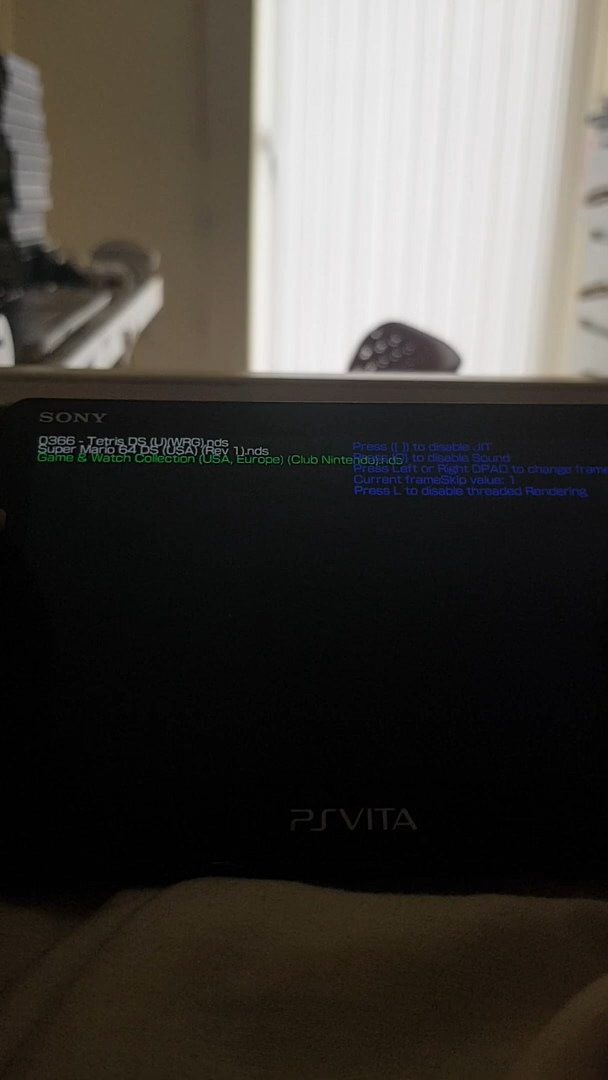 SONY
0366 - Tetris DS (U)(WRG).nds
Super Mario 64 DS (USA) (Rev 1).nds
Game & Watch Collection (USA, Europe) (Club Nintendo).nds
Press ([ ]) to disable JIT
to disable Sound
Press Left or Right DPAD to change frame
Current frameSkip value: 1
Press L to disable threaded Rendering
PSVITA